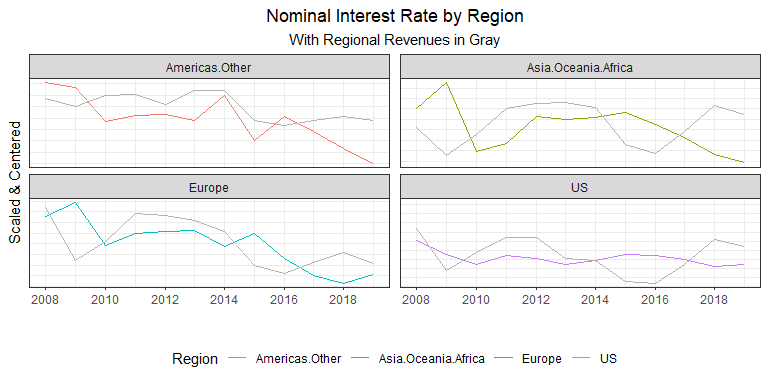 Nominal Interest Rate by Region
With Regional Revenues in Gray
Americas.Other
Asia.Oceania.Africa
Scaled & Centered
Europe
US
2008 2010 2012 2014 2016 2018
2008 2010 2012 2014 2016 2018
Region Americas.Other Asia.Oceania.Africa Europe US